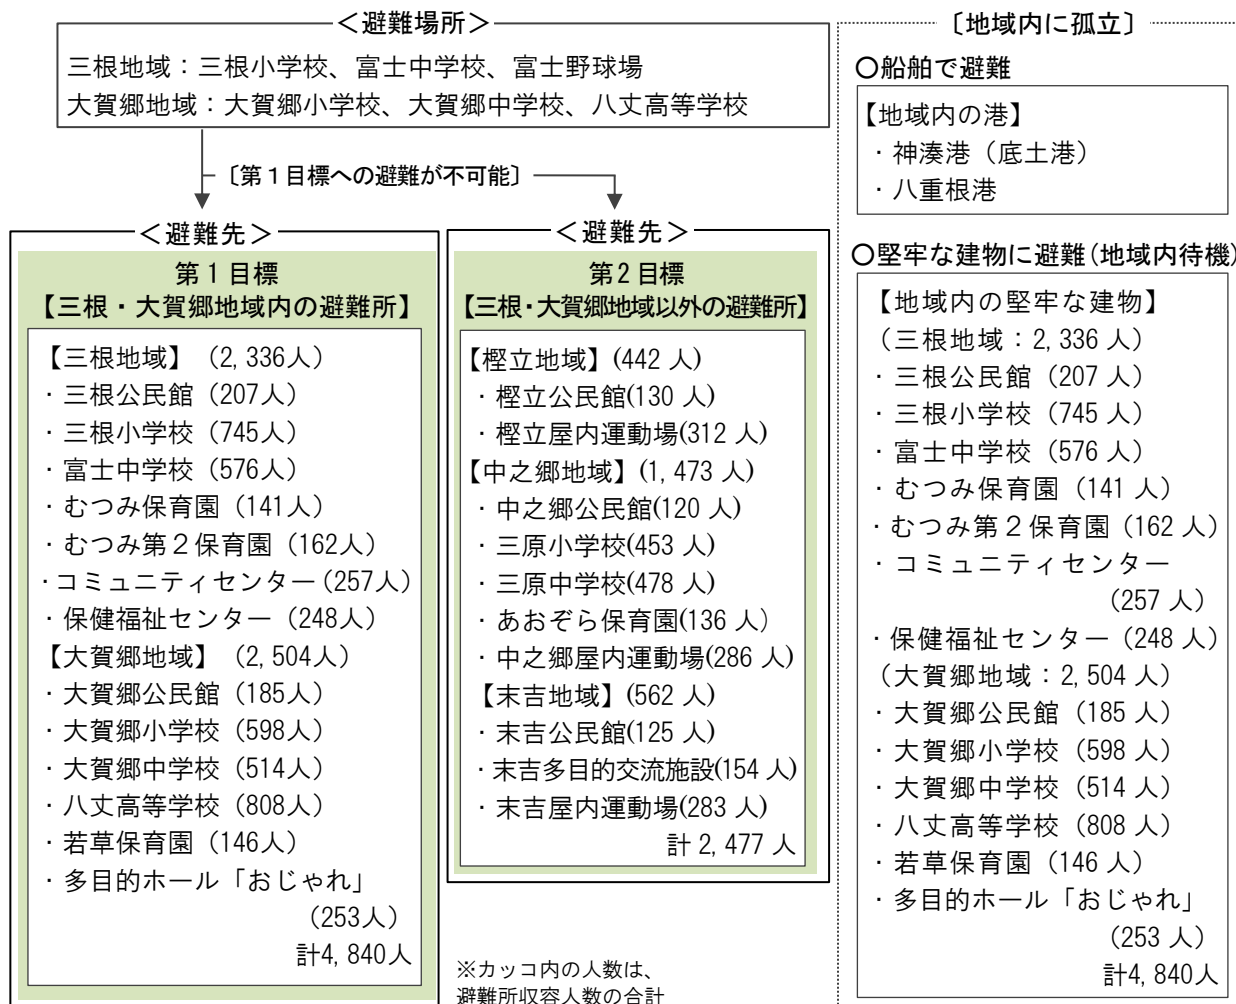 ＜避難場所＞
三根地域：三根小学校、富士中学校、富士野球場
大賀郷地域：大賀郷小学校、大賀郷中学校、八丈高等学校
〔第１目標への避難が不可能〕
＜避難先＞
第１目標
【三根・大賀郷地域内の避難所】
【三根地域】（2,336人）
・三根公民館（207人）
・三根小学校（745人）
・富士中学校（576人）
・むつみ保育園（141人）
・むつみ第２保育園（162人）
・コミュニティセンター（257人）
・保健福祉センター（248人）
【大賀郷地域】（2,504人）
・大賀郷公民館（185人）
・大賀郷小学校（598人）
・大賀郷中学校（514人）
・八丈高等学校（808人）
・若草保育園（146人）
・多目的ホール「おじゃれ」
（253人）
計4,840人
＜避難先＞
第２目標
【三根・大賀郷地域以外の避難所】
【樫立地域】(442 人)
・樫立公民館(130 人)
・樫立屋内運動場(312 人)
【中之郷地域】(1,473 人)
・中之郷公民館(120 人)
・三原小学校(453 人)
・三原中学校(478 人)
・あおぞら保育園(136 人)
・中之郷屋内運動場(286 人)
【末吉地域】(562 人)
・末吉公民館(125 人)
・末吉多目的交流施設(154 人)
・末吉屋内運動場(283 人)
計 2,477 人
※カッコ内の人数は、
避難所収容人数の合計
〔地域内に孤立〕
○船舶で避難
【地域内の港】
・神湊港（底土港）
・八重根港
○堅牢な建物に避難(地域内待機)
【地域内の堅牢な建物】
（三根地域：2,336 人）
・三根公民館（207 人）
・三根小学校（745 人）
・富士中学校（576 人）
・むつみ保育園（141 人）
・むつみ第２保育園（162 人）
・コミュニティセンター
（257 人）
・保健福祉センター（248 人）
（大賀郷地域：2,504 人）
・大賀郷公民館（185 人）
・大賀郷小学校（598 人）
・大賀郷中学校（514 人）
・八丈高等学校（808 人）
・若草保育園（146 人）
・多目的ホール「おじゃれ」
（253 人）
計4,840人